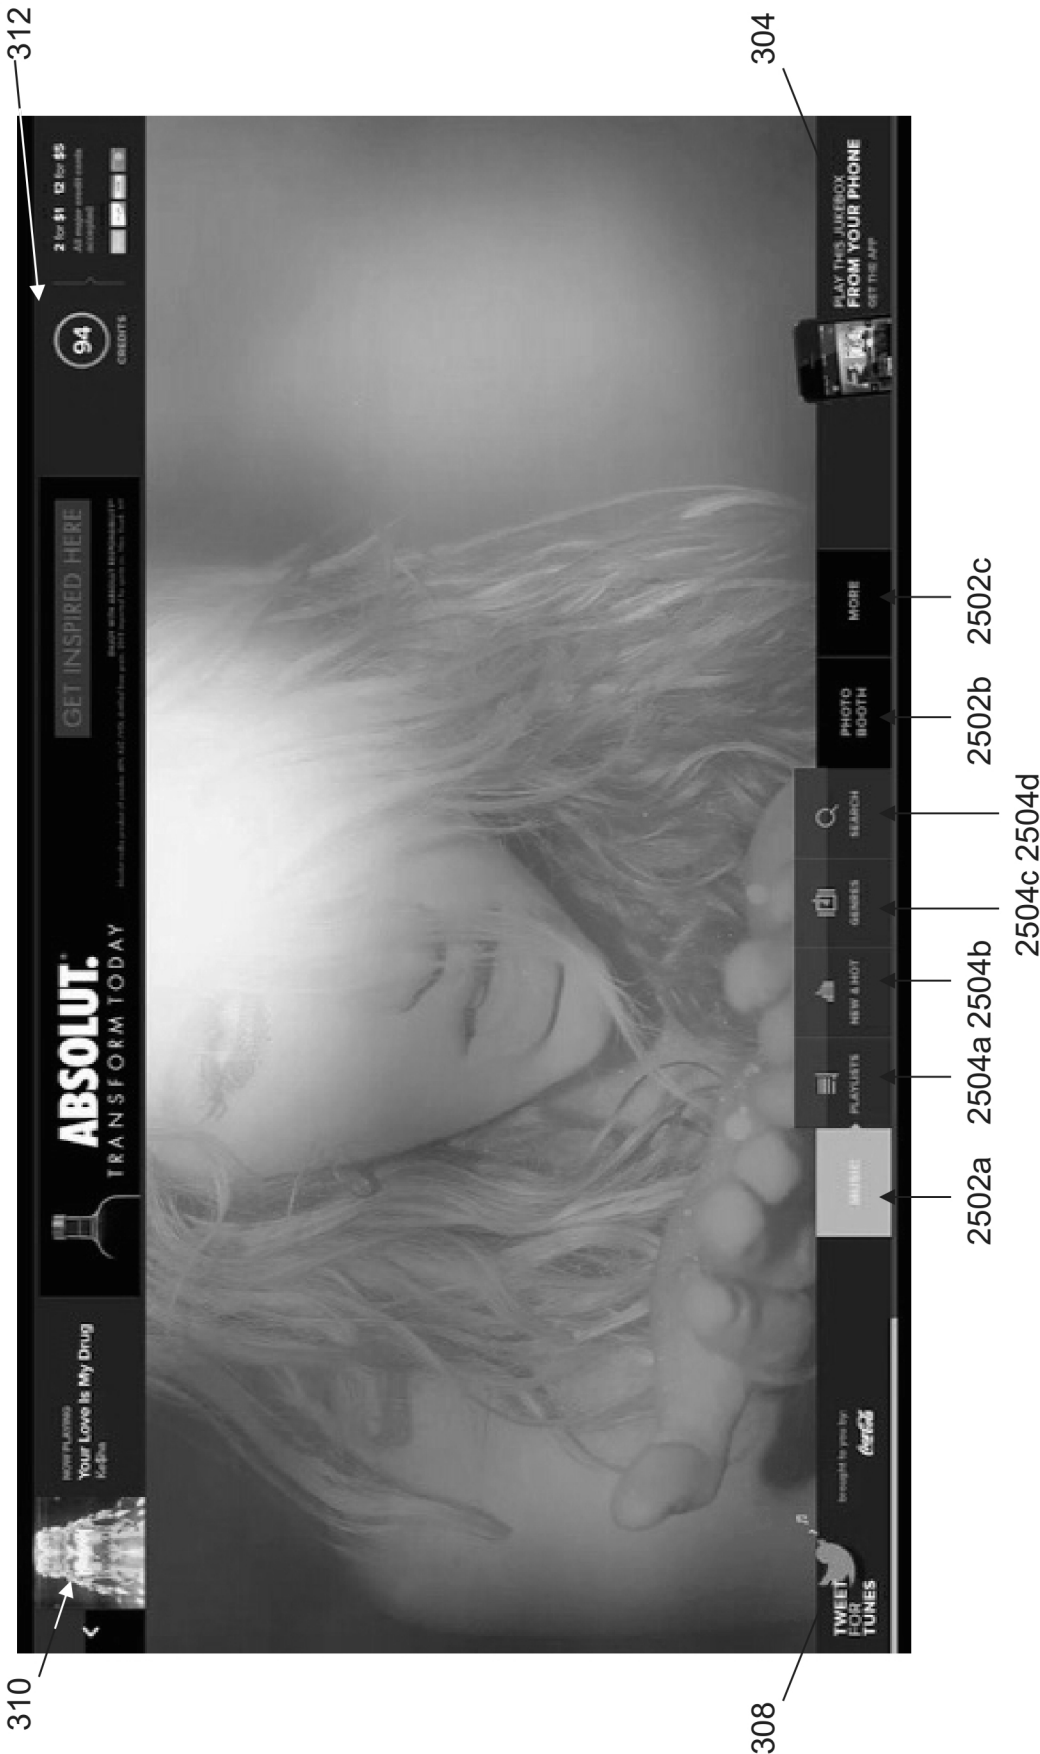 310
312
NOW PLAYING
Your Love Is My Drug
Ke$ha
ABSOLUT.
TRANSFORM TODAY
GET INSPIRED HERE
94
CREDITS
2 for $1 12 for $5
All major credit cards
accepted
TWEET
FOR
TUNES
brought to you by:
Coca-Cola
MUSIC
PLAYLISTS
NEW & HOT
GENRES
SEARCH
PHOTO
BOOTH
MORE
PLAY THIS JUKEBOX
FROM YOUR PHONE
GET THE APP
308
304
2502a
2504a
2504b
2504c
2504d
2502b
2502c